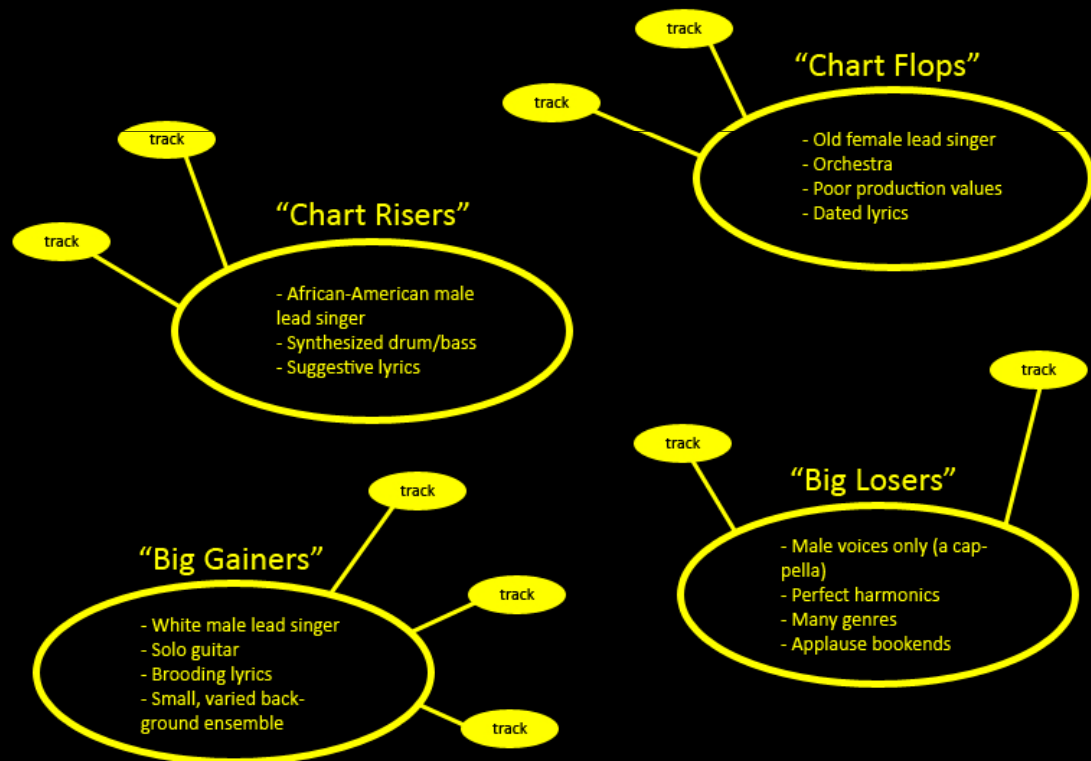 track
track
"Chart Flops"
- Old female lead singer
- Orchestra
- Poor production values
- Dated lyrics
track
track
“Chart Risers”
- African-American male
lead singer
- Synthesized drum/bass
- Suggestive lyrics
track
track
“Big Losers”
- Male voices only (a cap-
pella)
- Perfect harmonics
- Many genres
- Applause bookends
track
track
track
“Big Gainers”
- White male lead singer
- Solo guitar
- Brooding lyrics
- Small, varied back-
ground ensemble